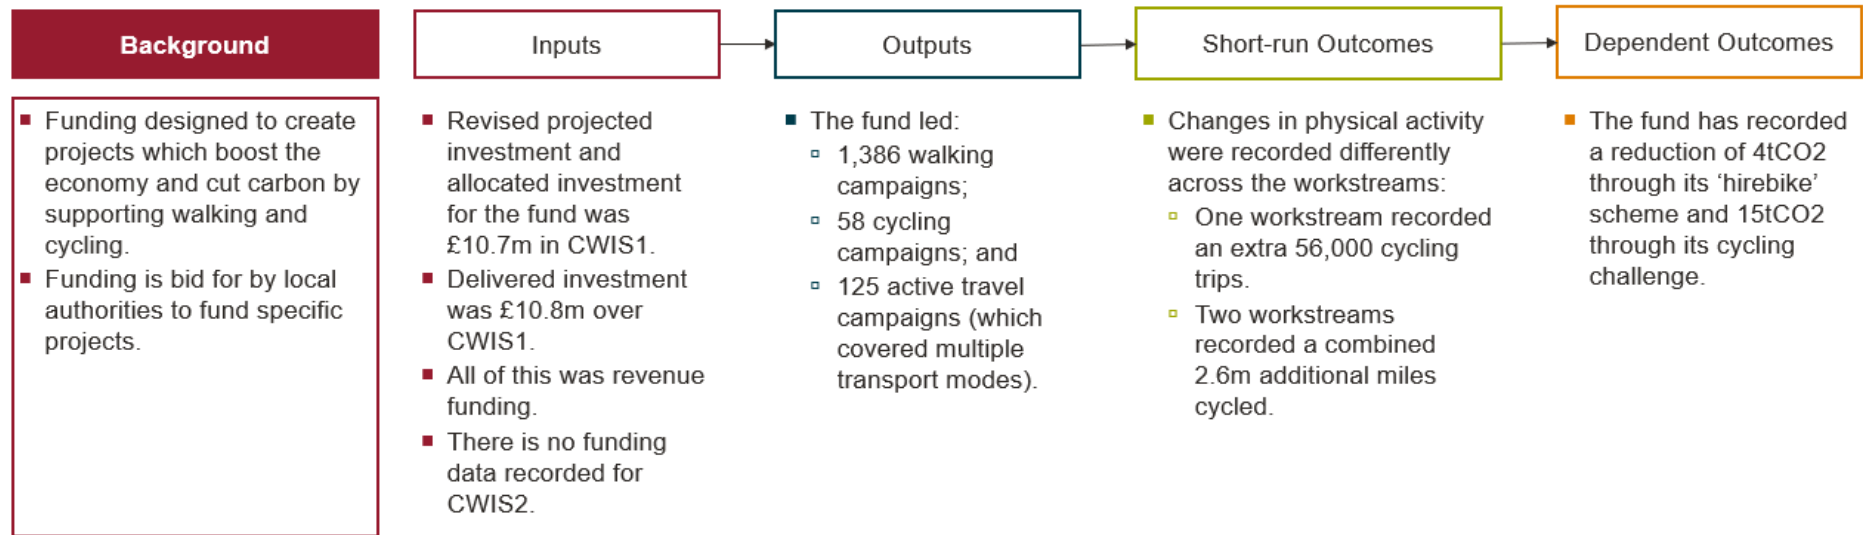 Background
Funding designed to create
projects which boost the
economy and cut carbon by
supporting walking and
cycling.
Funding is bid for by local
authorities to fund specific
projects.
Inputs
Revised projected
investment and
allocated investment
for the fund was
£10.7m in CWIS1.
Delivered investment
was £10.8m over
CWIS1.
All of this was revenue
funding.
There is no funding
data recorded for
CWIS2.
Outputs
The fund led:
1,386 walking
campaigns;
58 cycling
campaigns; and
125 active travel
campaigns (which
covered multiple
transport modes).
Short-run Outcomes
Changes in physical activity
were recorded differently
across the workstreams:
One workstream recorded
an extra 56,000 cycling
trips.
Two workstreams
recorded a combined
2.6m additional miles
cycled.
Dependent Outcomes
The fund has recorded
a reduction of 4tCO2
through its ‘hirebike’
scheme and 15tCO2
through its cycling
challenge.